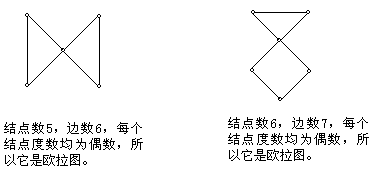 结点数5，边数6，每个
结点度数均为偶数，所
以它是欧拉图。
结点数6，边数7，每个
结点度数均为偶数，所
以它是欧拉图。